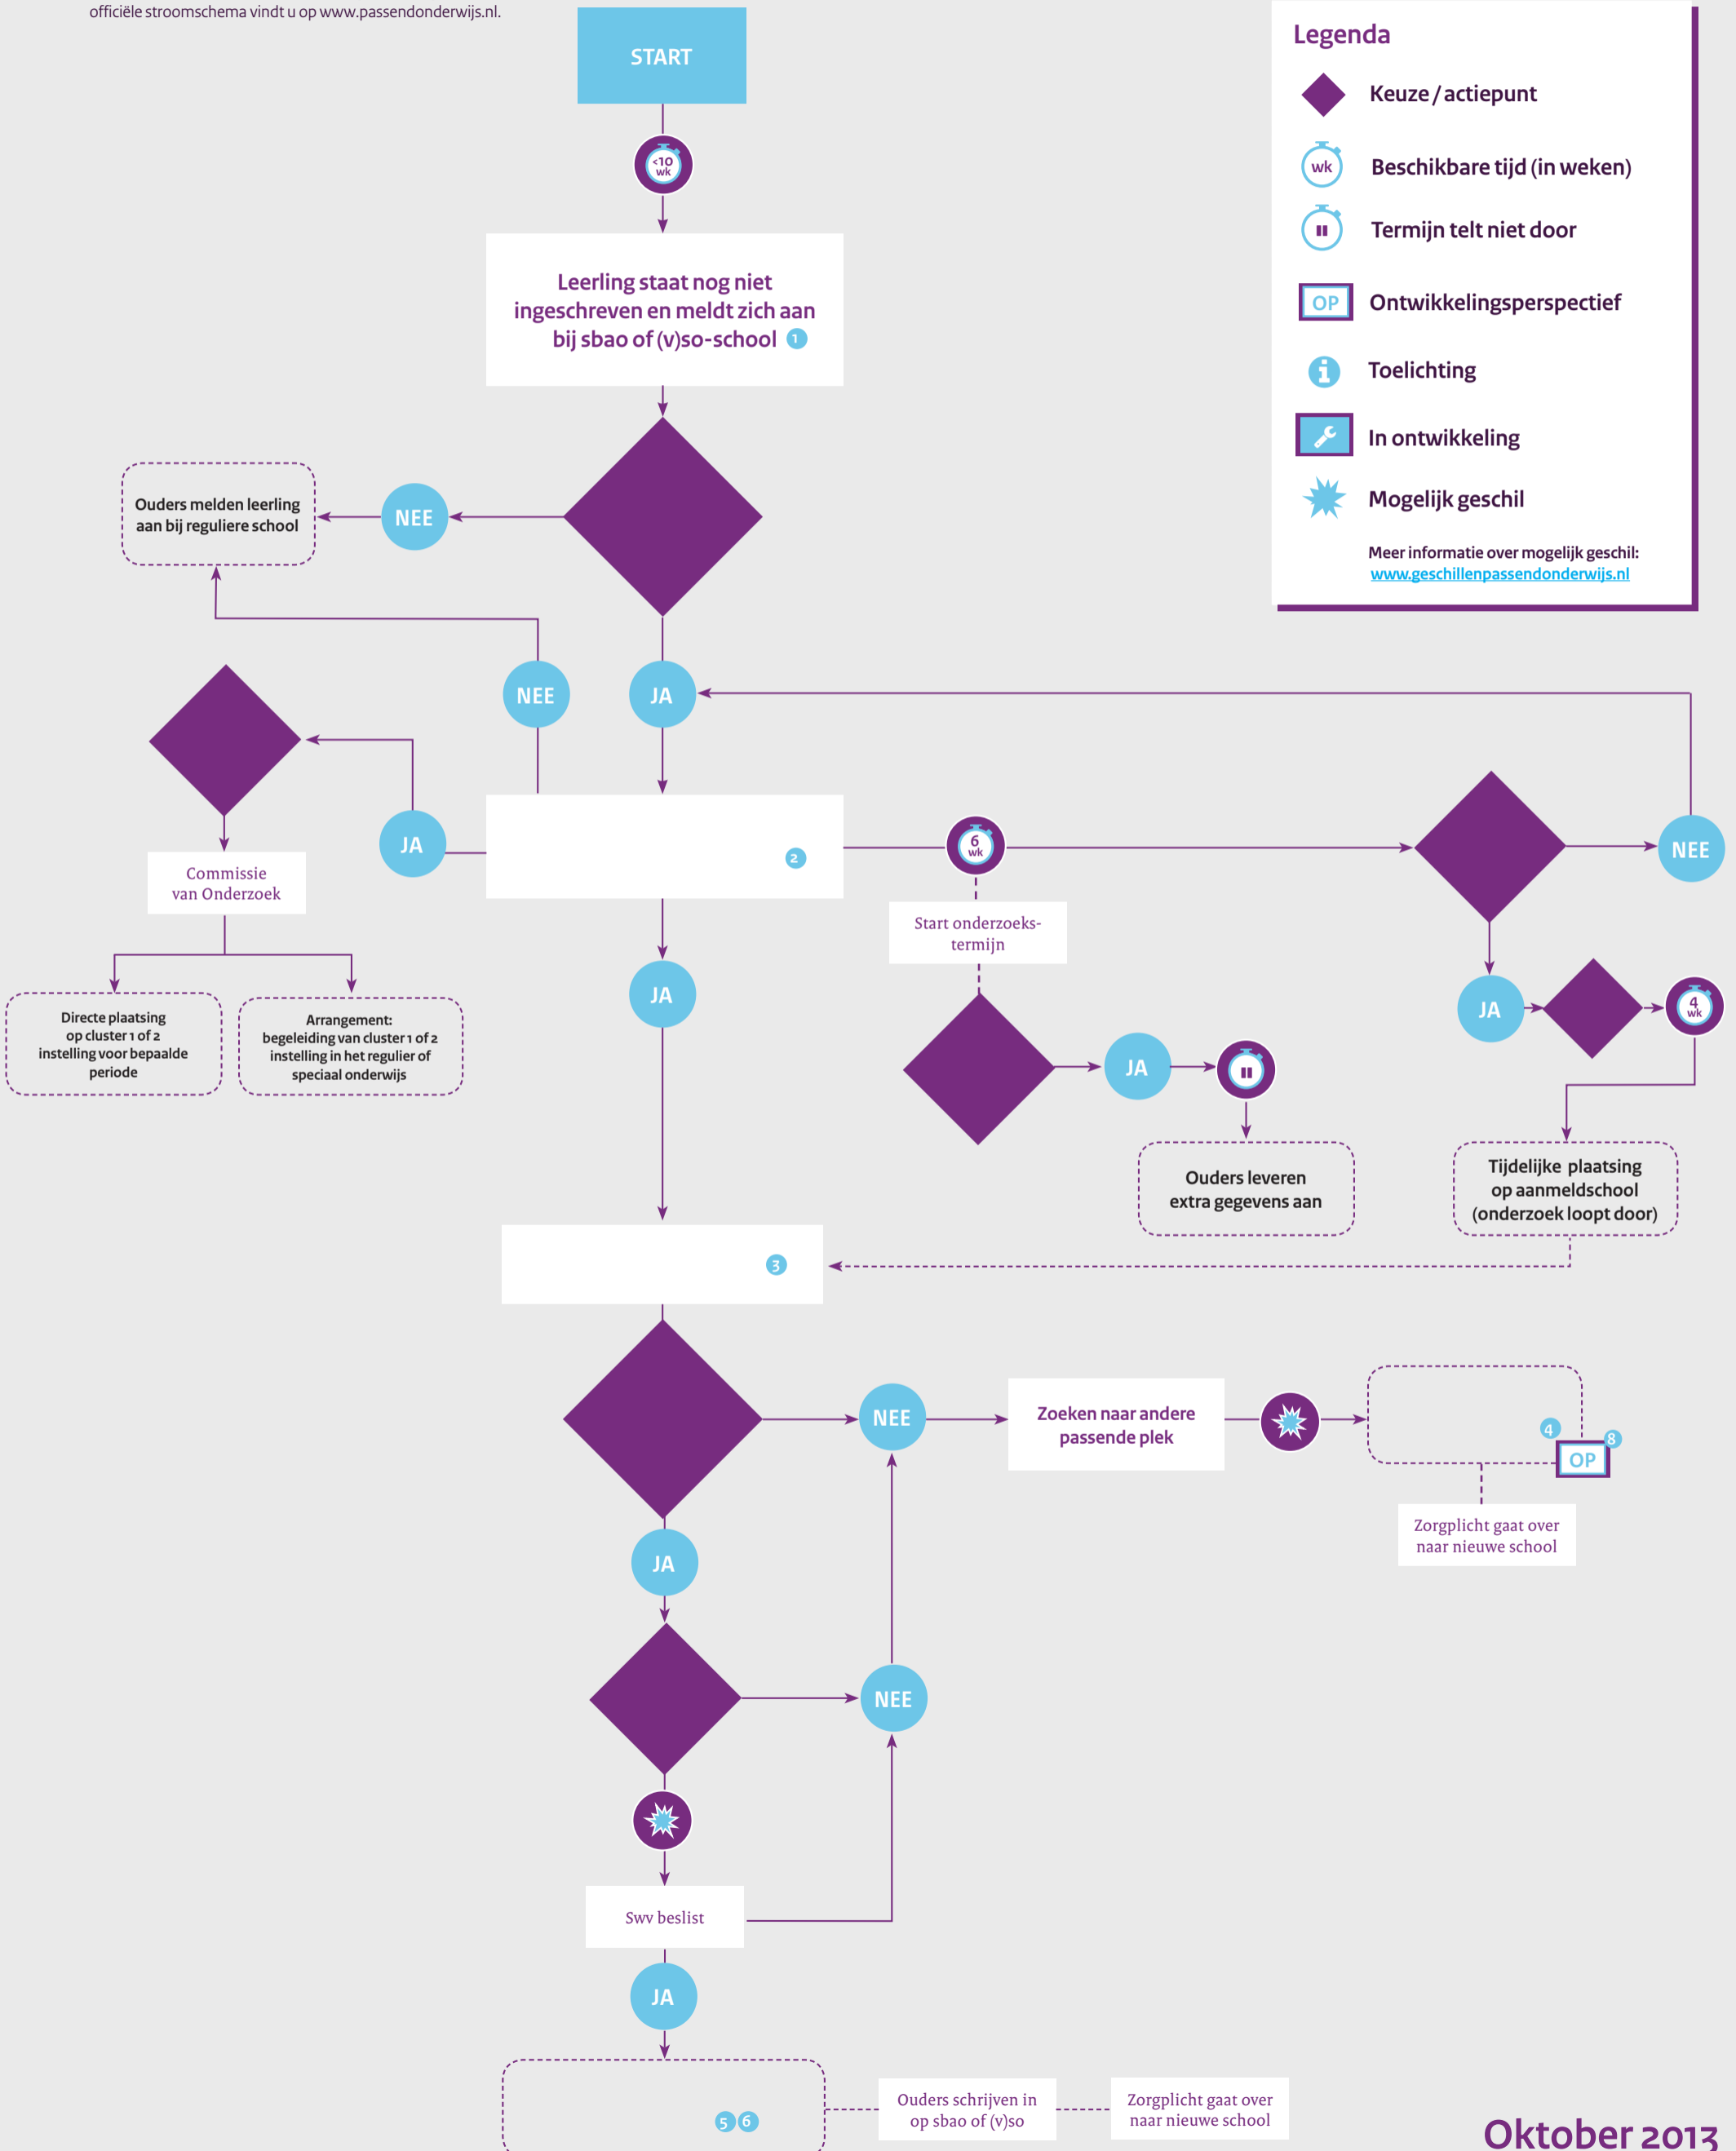 officiële stroomschema vindt u op www.passendonderwijs.nl.
START
Legenda
Keuze / actiepunt
wk
Beschikbare tijd (in weken)
Termijn telt niet door
OP
Ontwikkelingsperspectief
i
Toelichting
In ontwikkeling
Mogelijk geschil
Meer informatie over mogelijk geschil:
www.geschillenpassendonderwijs.nl
<10
wk
Leerling staat nog niet
ingeschreven en meldt zich aan
bij sbao of (v)so-school 1
Ouders melden leerling
aan bij reguliere school
NEE
NEE
JA
JA
2
6
wk
NEE
Commissie
van Onderzoek
Start onderzoeks-
termijn
JA
JA
4
wk
Directe plaatsing
op cluster 1 of 2
instelling voor bepaalde
periode
Arrangement:
begeleiding van cluster 1 of 2
instelling in het regulier of
speciaal onderwijs
JA
Ouders leveren
extra gegevens aan
Tijdelijke plaatsing
op aanmeldschool
(onderzoek loopt door)
3
NEE
Zoeken naar andere
passende plek
4
8
OP
Zorgplicht gaat over
naar nieuwe school
JA
NEE
Swv beslist
JA
5 6
Ouders schrijven in
op sbao of (v)so
Zorgplicht gaat over
naar nieuwe school
Oktober 2013